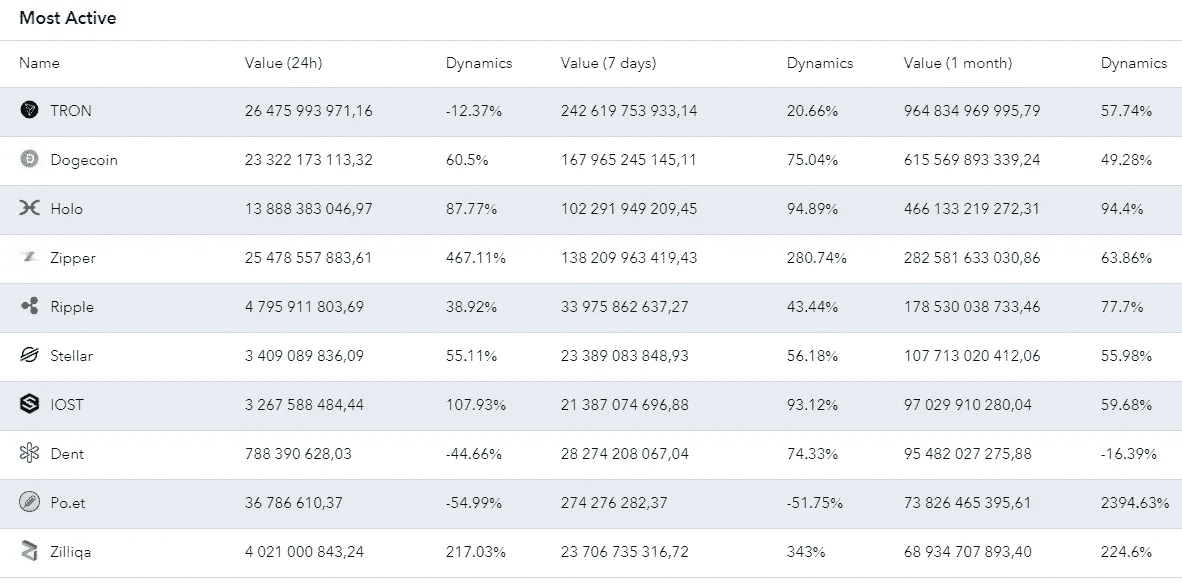 Most Active
Name Value (24h) Dynamics Value (7 days) Dynamics Value (1 month) Dynamics
TRON 26 475 993 971,16 -12.37% 242 619 753 933,14 20.66% 964 834 969 995,79 57.74%
Dogecoin 23 322 173 113,32 60.5% 167 965 245 145,11 75.04% 615 569 893 339,24 49.28%
Holo 13 888 383 046,97 87.77% 102 291 949 209,45 94.89% 466 133 219 272,31 94.4%
Zipper 25 478 557 883,61 467.11% 138 209 963 419,43 280.74% 282 581 633 030,86 63.86%
Ripple 4 795 911 803,69 38.92% 33 975 862 637,27 43.44% 178 530 038 733,46 77.7%
Stellar 3 409 089 836,09 55.11% 23 389 083 848,93 56.18% 107 713 020 412,06 55.98%
IOST 3 267 588 484,44 107.93% 21 387 074 696,88 93.12% 97 029 910 280,04 59.68%
Dent 788 390 628,03 -44.66% 28 274 208 067,04 74.33% 95 482 027 275,88 -16.39%
Po.et 36 786 610,37 -54.99% 274 276 282,37 -51.75% 73 826 465 395,61 2394.63%
Zilliqa 4 021 000 843,24 217.03% 23 706 735 316,72 343% 68 934 707 893,40 224.6%